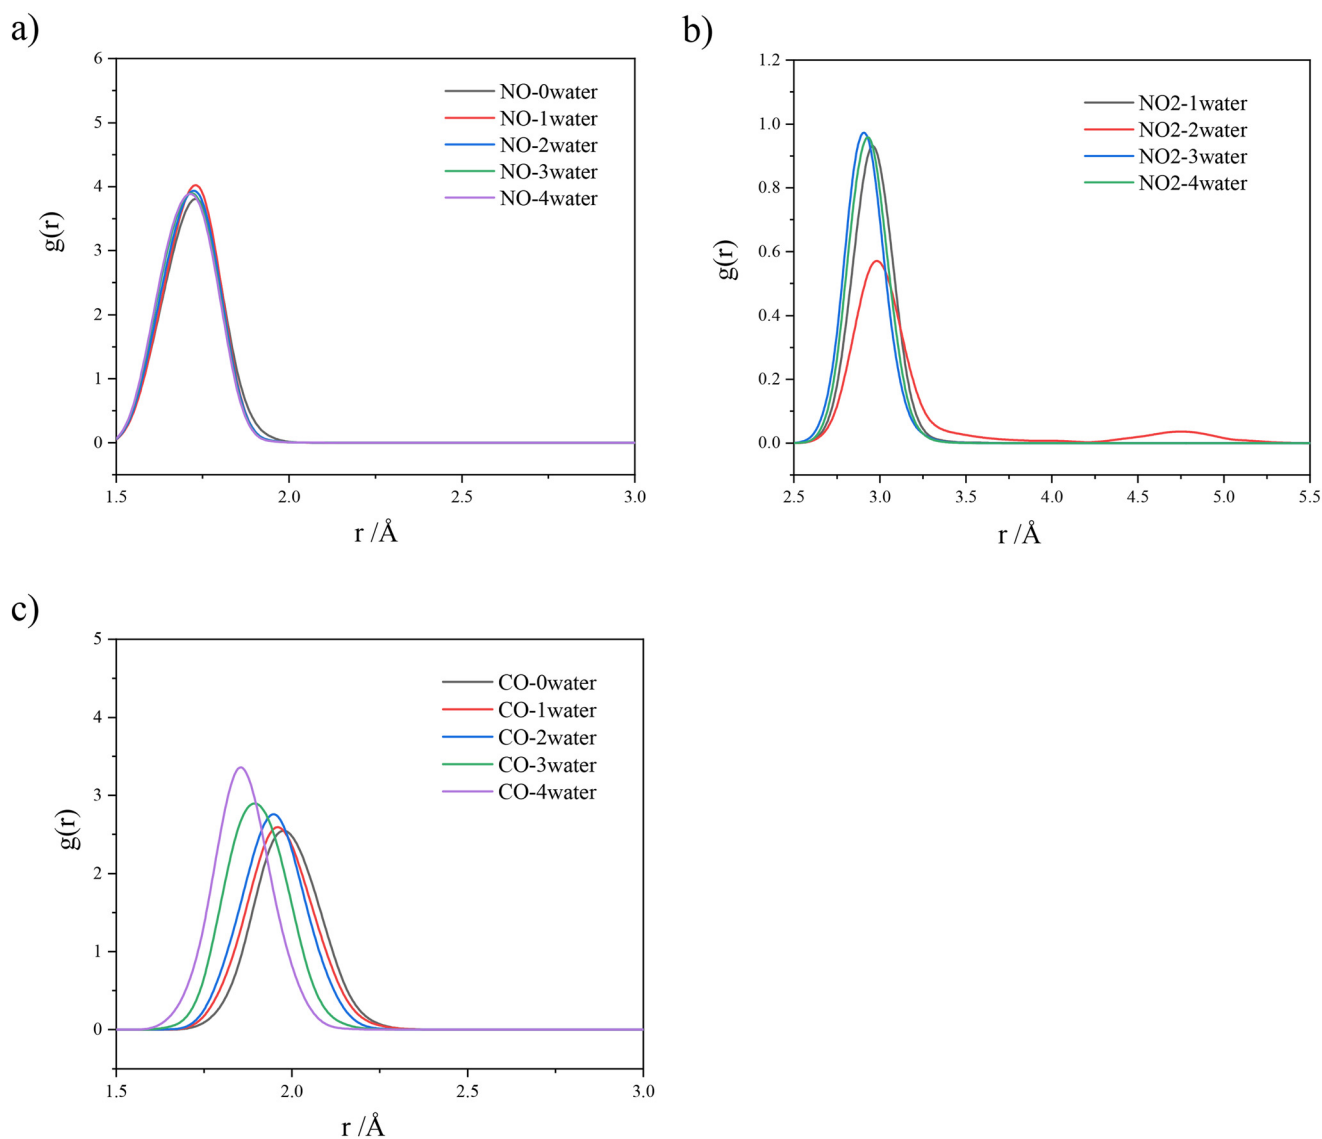 a)
6
5
4
3
2
1
0
g(r)
NO-0water
NO-1water
NO-2water
NO-3water
NO-4water
1.5
2.0
2.5
3.0
r /Å
b)
1.2
1.0
0.8
0.6
0.4
0.2
0.0
g(r)
NO2-1water
NO2-2water
NO2-3water
NO2-4water
2.5
3.0
3.5
4.0
4.5
5.0
5.5
r /Å
c)
5
4
3
2
1
0
g(r)
CO-0water
CO-1water
CO-2water
CO-3water
CO-4water
1.5
2.0
2.5
3.0
r /Å